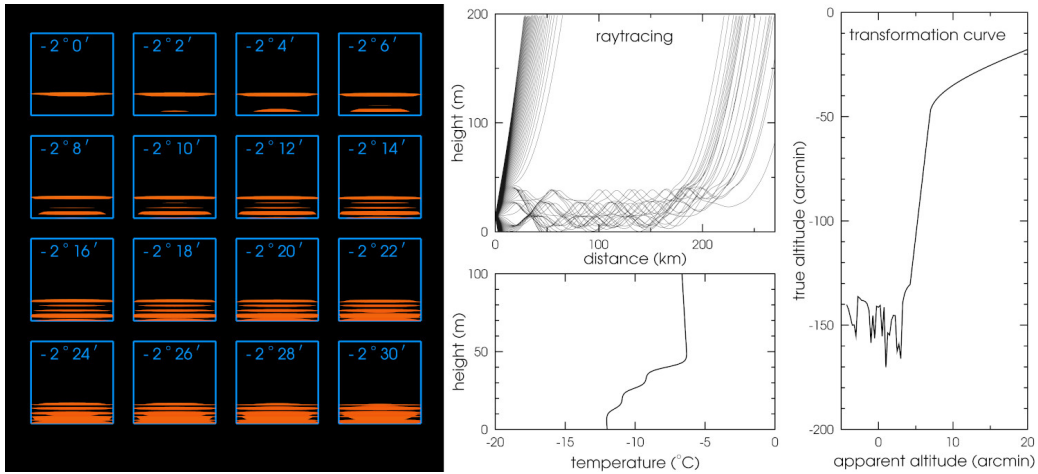 -2°0′ -2°2′ -2°4′ -2°6′
-2°8′ -2°10′ -2°12′ -2°14′
-2°16′ -2°18′ -2°20′ -2°22′
-2°24′ -2°26′ -2°28′ -2°30′
raytracing
200
100
0
height (m)
0 100 200
distance (km)
100
50
0
height (m)
-20 -15 -10 -5 0
temperature (°C)
transformation curve
0
-50
-100
-150
-200
true altitude (arcmin)
0 10 20
apparent altitude (arcmin)